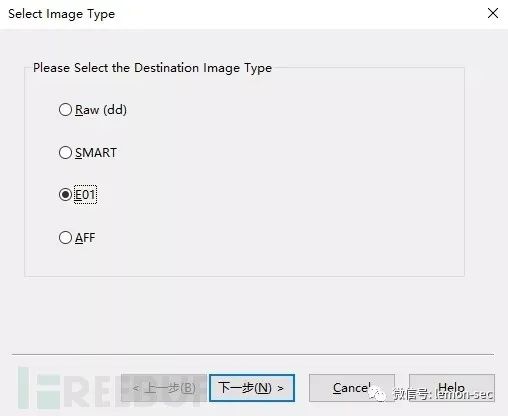 Select Image Type
Please Select the Destination Image Type
Raw (dd)
SMART
E01
AFF
< 上一步(B) 下一步(N) > Cancel Help
FREEBUF
微信号: lemon-sec